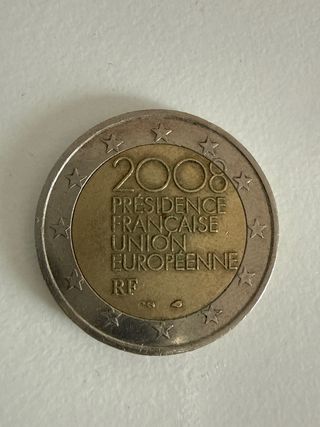 2008
PRÉSIDENCE
FRANÇAISE
UNION
EUROPÉENNE
RF